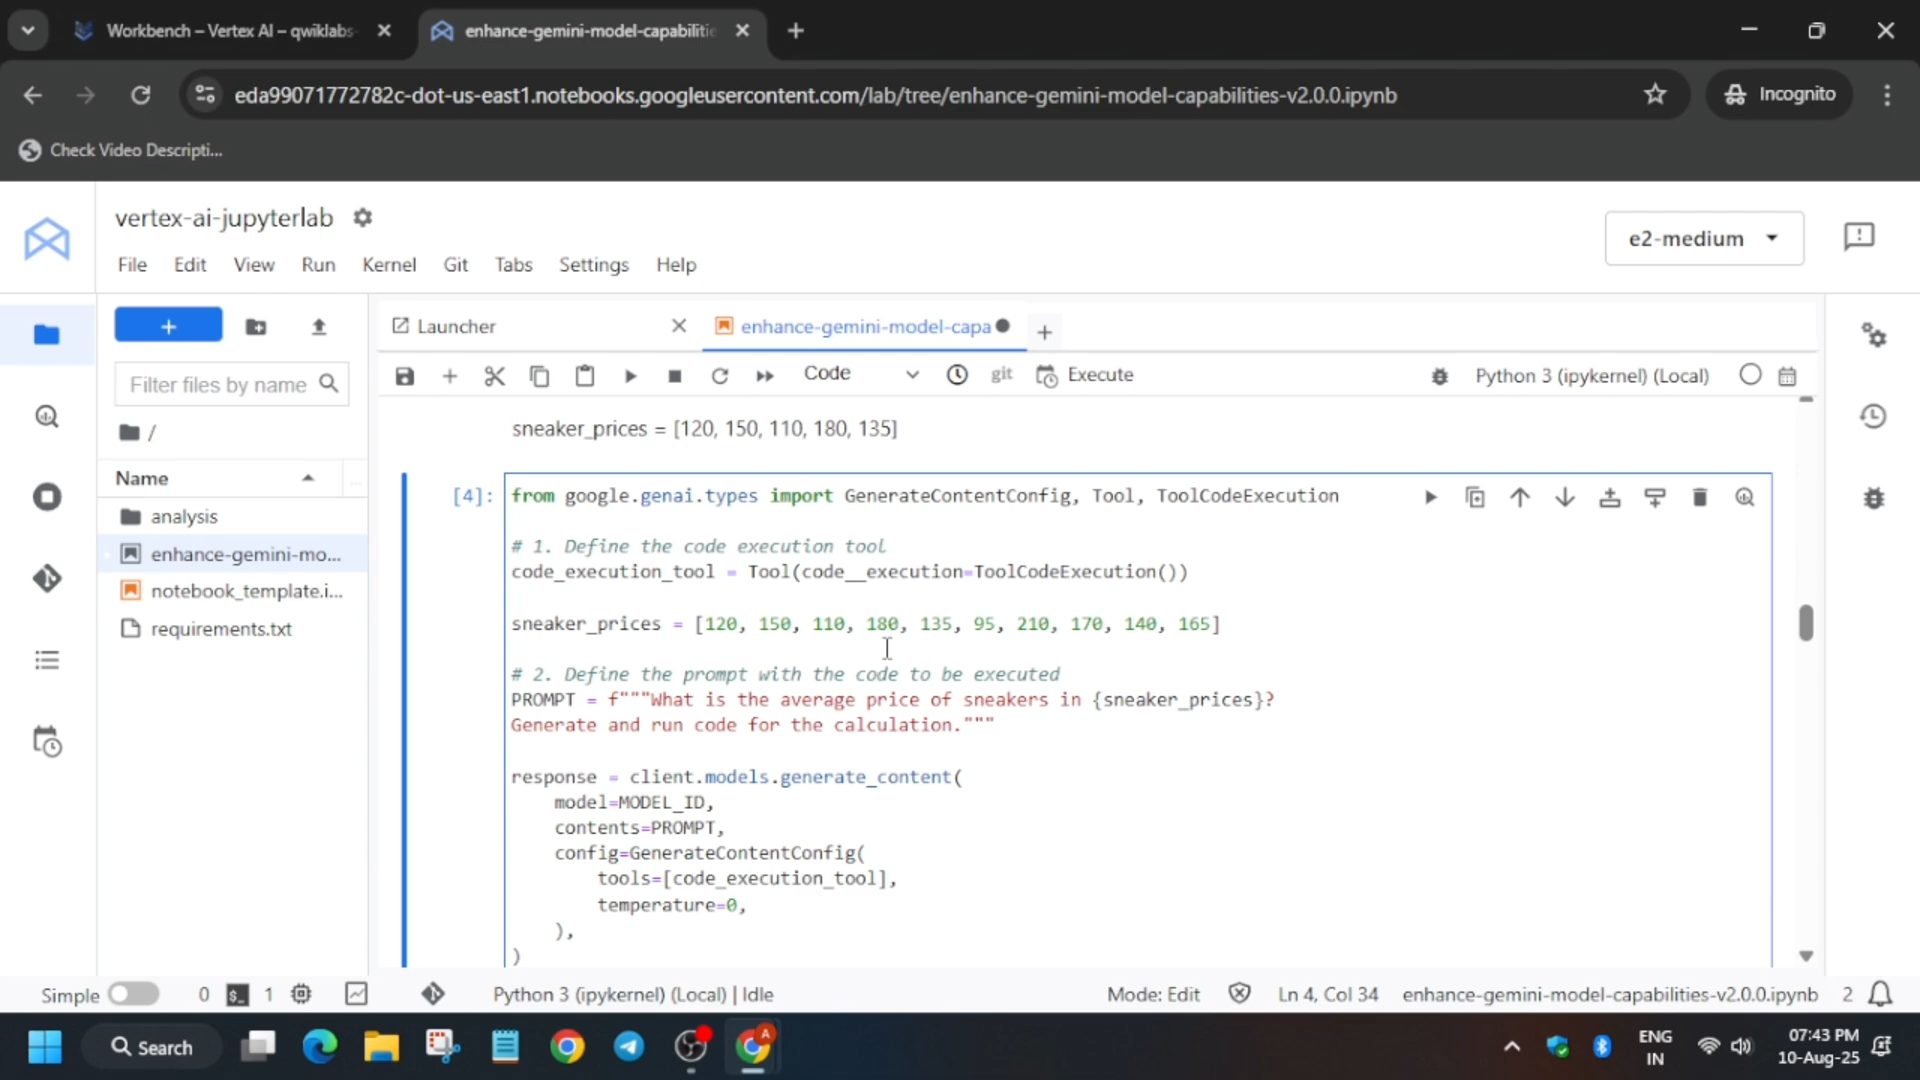 Workbench – Vertex AI – qwiklabs-
enhance-gemini-model-capabilitie
eda99071772782c-dot-us-east1.notebooks.googleusercontent.com/lab/tree/enhance-gemini-model-capabilities-v2.0.0.ipynb
Incognito
Check Video Descripti...
vertex-ai-jupyterlab
e2-medium
File Edit View Run Kernel Git Tabs Settings Help
Launcher
enhance-gemini-model-capa
Code
git
Execute
Python 3 (ipykernel) (Local)
Filter files by name
/
Name
analysis
enhance-gemini-mo...
notebook_template.i...
requirements.txt
sneaker_prices = [120, 150, 110, 180, 135]
[4]:
from google.genai.types import GenerateContentConfig, Tool, ToolCodeExecution
# 1. Define the code execution tool
code_execution_tool = Tool(code__execution=ToolCodeExecution())
sneaker_prices = [120, 150, 110, 180, 135, 95, 210, 170, 140, 165]
# 2. Define the prompt with the code to be executed
PROMPT = f"""What is the average price of sneakers in {sneaker_prices}?
Generate and run code for the calculation."""
response = client.models.generate_content(
model=MODEL_ID,
contents=PROMPT,
config=GenerateContentConfig(
tools=[code_execution_tool],
temperature=0,
),
)
Simple 0 $_ 1 Python 3 (ipykernel) (Local) | Idle Mode: Edit Ln 4, Col 34 enhance-gemini-model-capabilities-v2.0.0.ipynb 2
Search
A
ENG
IN
07:43 PM
10-Aug-25